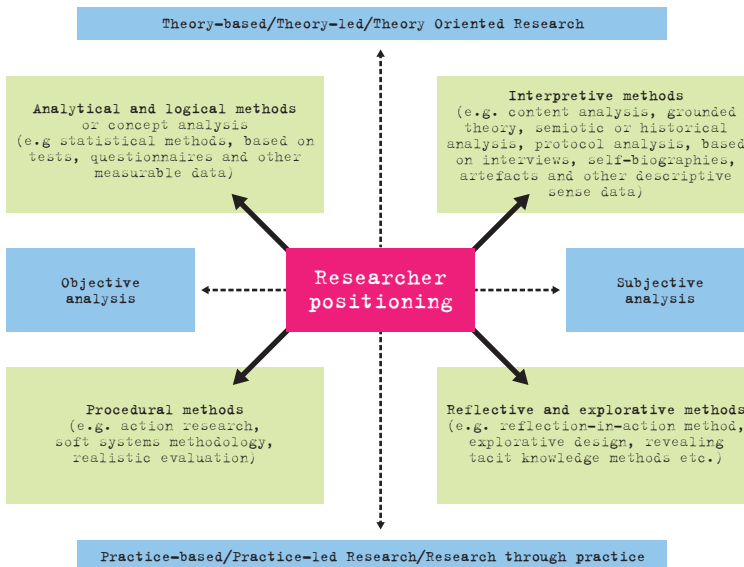 Theory-based/Theory-led/Theory Oriented Research
Analytical and logical methods
or concept analysis
(e.g statistical methods, based on
tests, questionnaires and other
measurable data)
Interpretive methods
(e.g. content analysis, grounded
theory, semiotic or historical
analysis, protocol analysis, based
on interviews, self-biographies,
artefacts and other descriptive
sense data)
Objective
analysis
Researcher
positioning
Subjective
analysis
Procedural methods
(e.g. action research,
soft systems methodology,
realistic evaluation)
Reflective and explorative methods
(e.g. reflection-in-action method,
explorative design, revealing
tacit knowledge methods etc.)
Practice-based/Practice-led Research/Research through practice